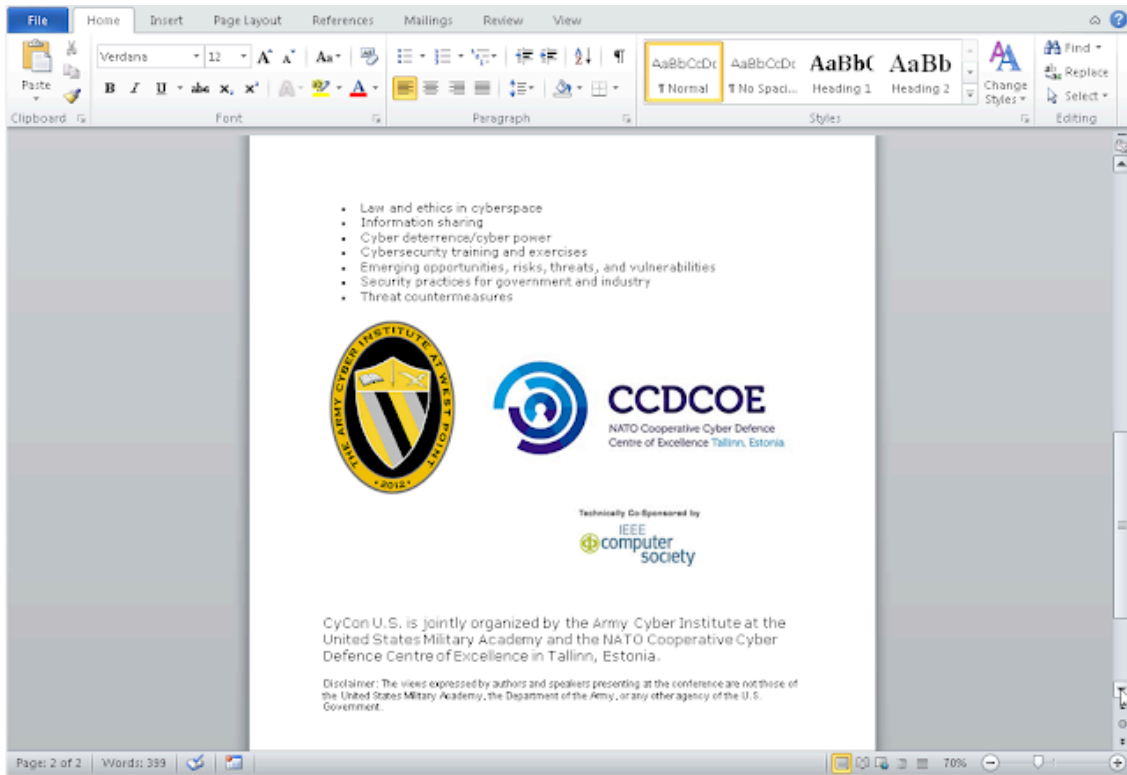 File Home Insert Page Layout References Mailings Review View
Verdana 12 Aa
Paste
B I U abc x, x² A
AaBbCcDc AaBbCcDc AaBbC AaBb
¶ Normal ¶ No Spaci... Heading 1 Heading 2
Change Styles
Find
Replace
Select
Clipboard Font Paragraph Styles Editing
• Law and ethics in cyberspace
• Information sharing
• Cyber deterrence/cyber power
• Cybersecurity training and exercises
• Emerging opportunities, risks, threats, and vulnerabilities
• Security practices for government and industry
• Threat countermeasures
THE ARMY CYBER INSTITUTE AT WEST POINT
• 2012 •
CCDCOE
NATO Cooperative Cyber Defence
Centre of Excellence Tallinn, Estonia
Technically Co-Sponsored by
IEEE
computer
society
CyCon U.S. is jointly organized by the Army Cyber Institute at the
United States Military Academy and the NATO Cooperative Cyber
Defence Centre of Excellence in Tallinn, Estonia.
Disclaimer: The views expressed by authors and speakers presenting at the conference are not those of
the United States Military Academy, the Department of the Army, or any other agency of the U.S.
Government.
Page: 2 of 2 Words: 399 70%